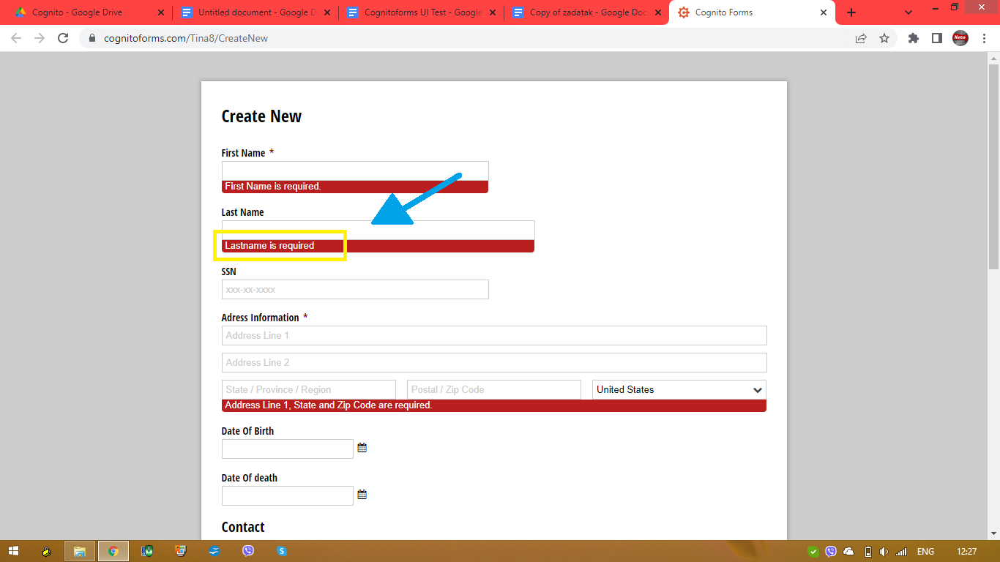 Cognito - Google Drive
Untitled document - Google D
Cognitoforms UI Test - Google
Copy of zadatak - Google Doc
Cognito Forms
cognitoforms.com/Tina8/CreateNew
Create New
First Name *
First Name is required.
Last Name
Lastname is required
SSN
xxx-xx-xxxx
Adress Information *
Address Line 1
Address Line 2
State / Province / Region Postal / Zip Code United States
Address Line 1, State and Zip Code are required.
Date Of Birth
Date Of death
Contact
ENG 12:27